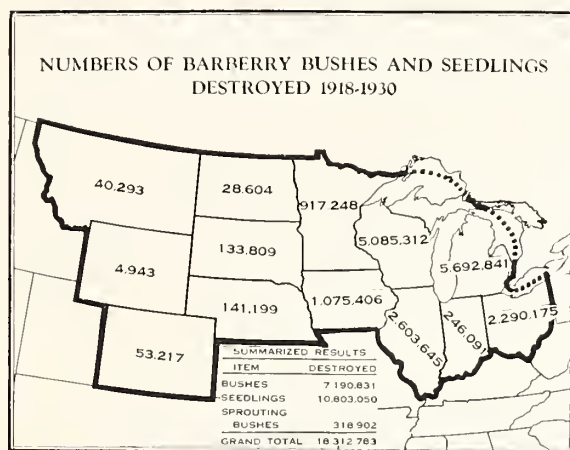 NUMBERS OF BARBERRY BUSHES AND SEEDLINGS
DESTROYED 1918-1930
40.293
28.604
917.248
5.085.312
5.692.841
4.943
133.809
141.199
1.075.406
2.603.645
246.091
2.290.175
53.217
SUMMARIZED RESULTS
ITEM DESTROYED
BUSHES 7.190.831
SEEDLINGS 10.803.050
SPROUTING
BUSHES 318.902
GRAND TOTAL 18.312.783